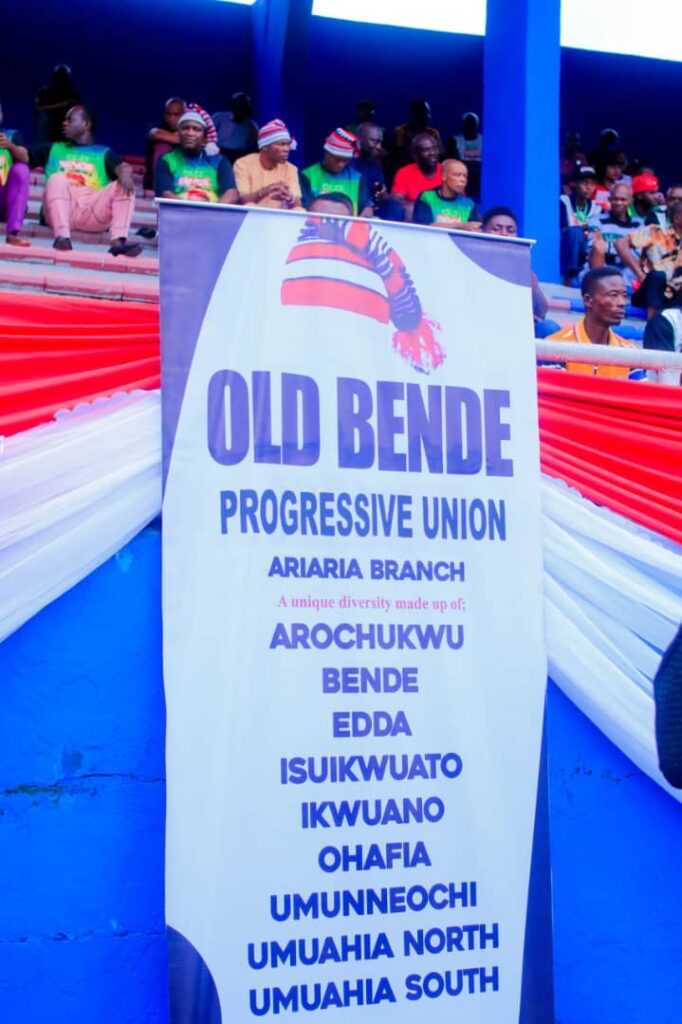 OLD BENDE
PROGRESSIVE UNION
ARIARIA BRANCH
A unique diversity made up of;
AROCHUKWU
BENDE
EDDA
ISUIKWUATO
IKWUANO
OHAFIA
UMUNNEOCHI
UMUAHIA NORTH
UMUAHIA SOUTH